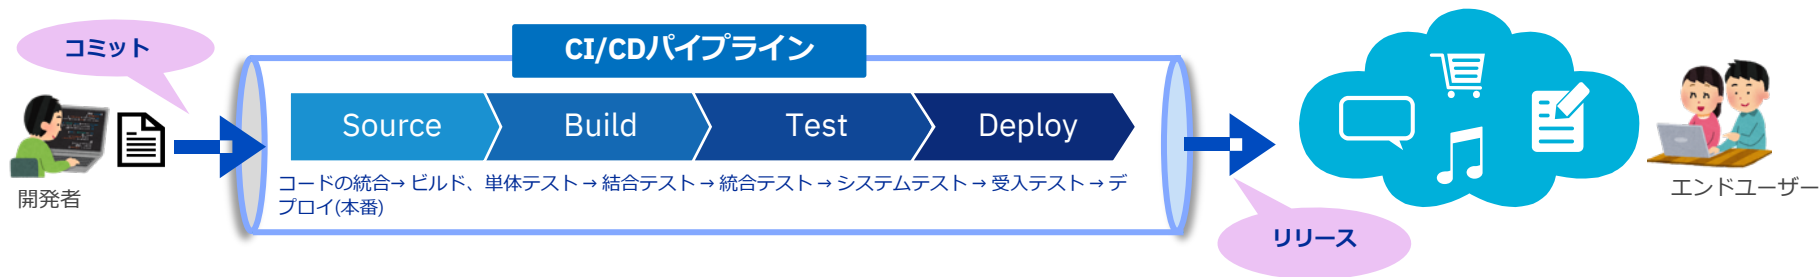 コミット
開発者
CI/CDパイプライン
Source
Build
Test
Deploy
コードの統合→ ビルド、単体テスト → 結合テスト → 統合テスト → システムテスト → 受入テスト → デ
プロイ(本番)
リリース
エンドユーザー